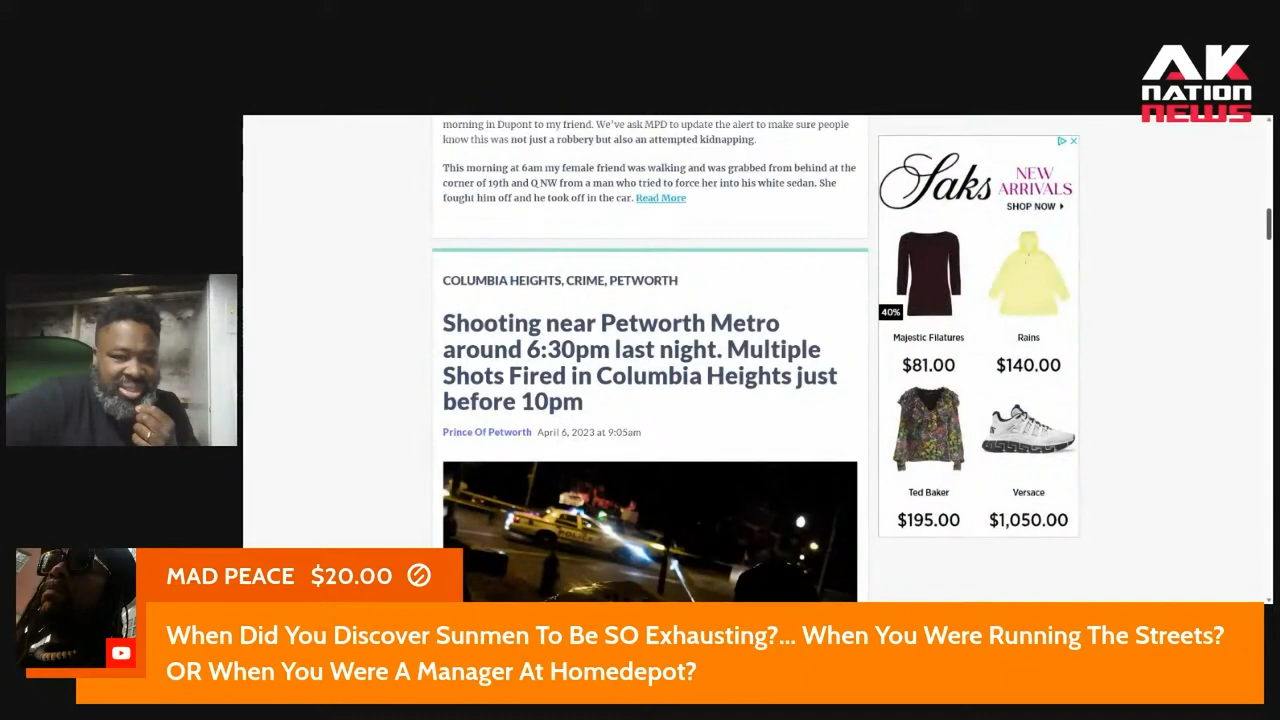 AK
NATION
NEWS
morning in Dupont to my friend. We've ask MPD to update the alert to make sure people
know this was not just a robbery but also an attempted kidnapping.
This morning at 6am my female friend was walking and was grabbed from behind at the
corner of 19th and Q NW from a man who tried to force her into his white sedan. She
fought him off and he took off in the car. Read More
COLUMBIA HEIGHTS, CRIME, PETWORTH
Shooting near Petworth Metro
around 6:30pm last night. Multiple
Shots Fired in Columbia Heights just
before 10pm
Prince Of Petworth April 6, 2023 at 9:05am
Saks
NEW
ARRIVALS
SHOP NOW
40%
Majestic Filatures
$81.00
Rains
$140.00
Ted Baker
$195.00
Versace
$1,050.00
MAD PEACE $20.00
When Did You Discover Sunmen To Be SO Exhausting?... When You Were Running The Streets?
OR When You Were A Manager At Homedepot?